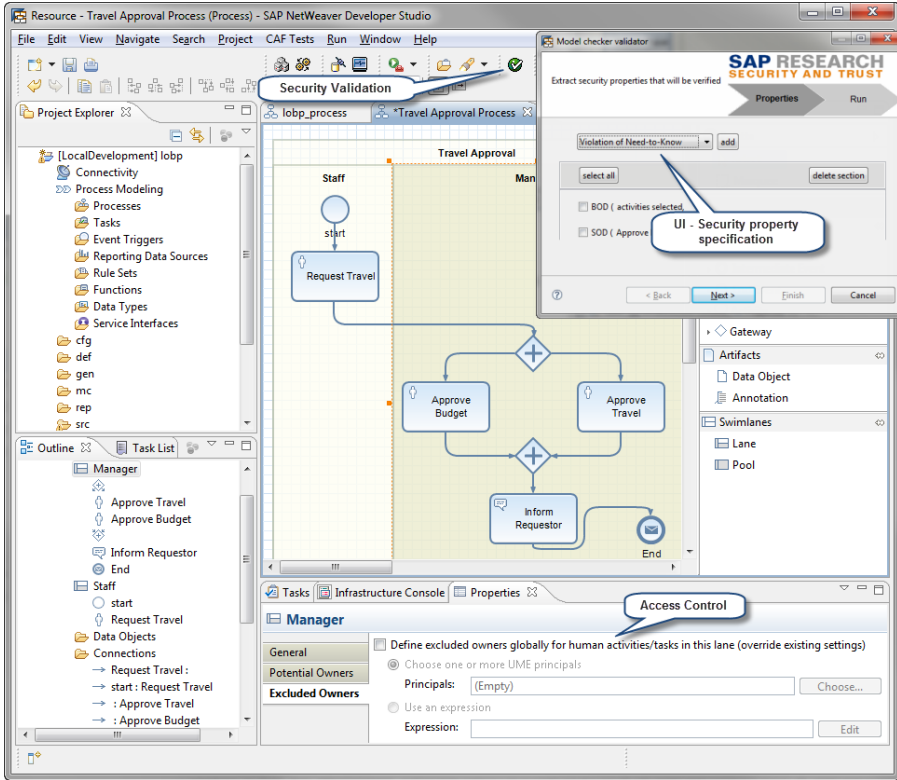 Resource - Travel Approval Process (Process) - SAP NetWeaver Developer Studio
File Edit View Navigate Search Project CAF Tests Run Window Help
Security Validation
Model checker validator
Extract security properties that will be verified
SAP RESEARCH
SECURITY AND TRUST
Properties Run
Violation of Need-to-Know add
select all delete section
BOD ( activities selected,
SOD ( Approve
UI - Security property
specification
< Back Next > Finish Cancel
Project Explorer
[LocalDevelopment] lobp
Connectivity
Process Modeling
Processes
Tasks
Event Triggers
Reporting Data Sources
Rule Sets
Functions
Data Types
Service Interfaces
cfg
def
gen
mc
rep
src
lobp_process *Travel Approval Process
Travel Approval
Staff Man
start
Request Travel
Approve
Budget
Approve
Travel
Inform
Requestor
End
Gateway
Artifacts
Data Object
Annotation
Swimlanes
Lane
Pool
Outline Task List
Manager
Approve Travel
Approve Budget
Inform Requestor
End
Staff
start
Request Travel
Data Objects
Connections
Request Travel :
start : Request Travel
: Approve Travel
: Approve Budget
Tasks Infrastructure Console Properties
Access Control
Manager
General
Potential Owners
Excluded Owners
Define excluded owners globally for human activities/tasks in this lane (override existing settings)
Choose one or more UME principals
Principals: (Empty) Choose...
Use an expression
Expression: Edit